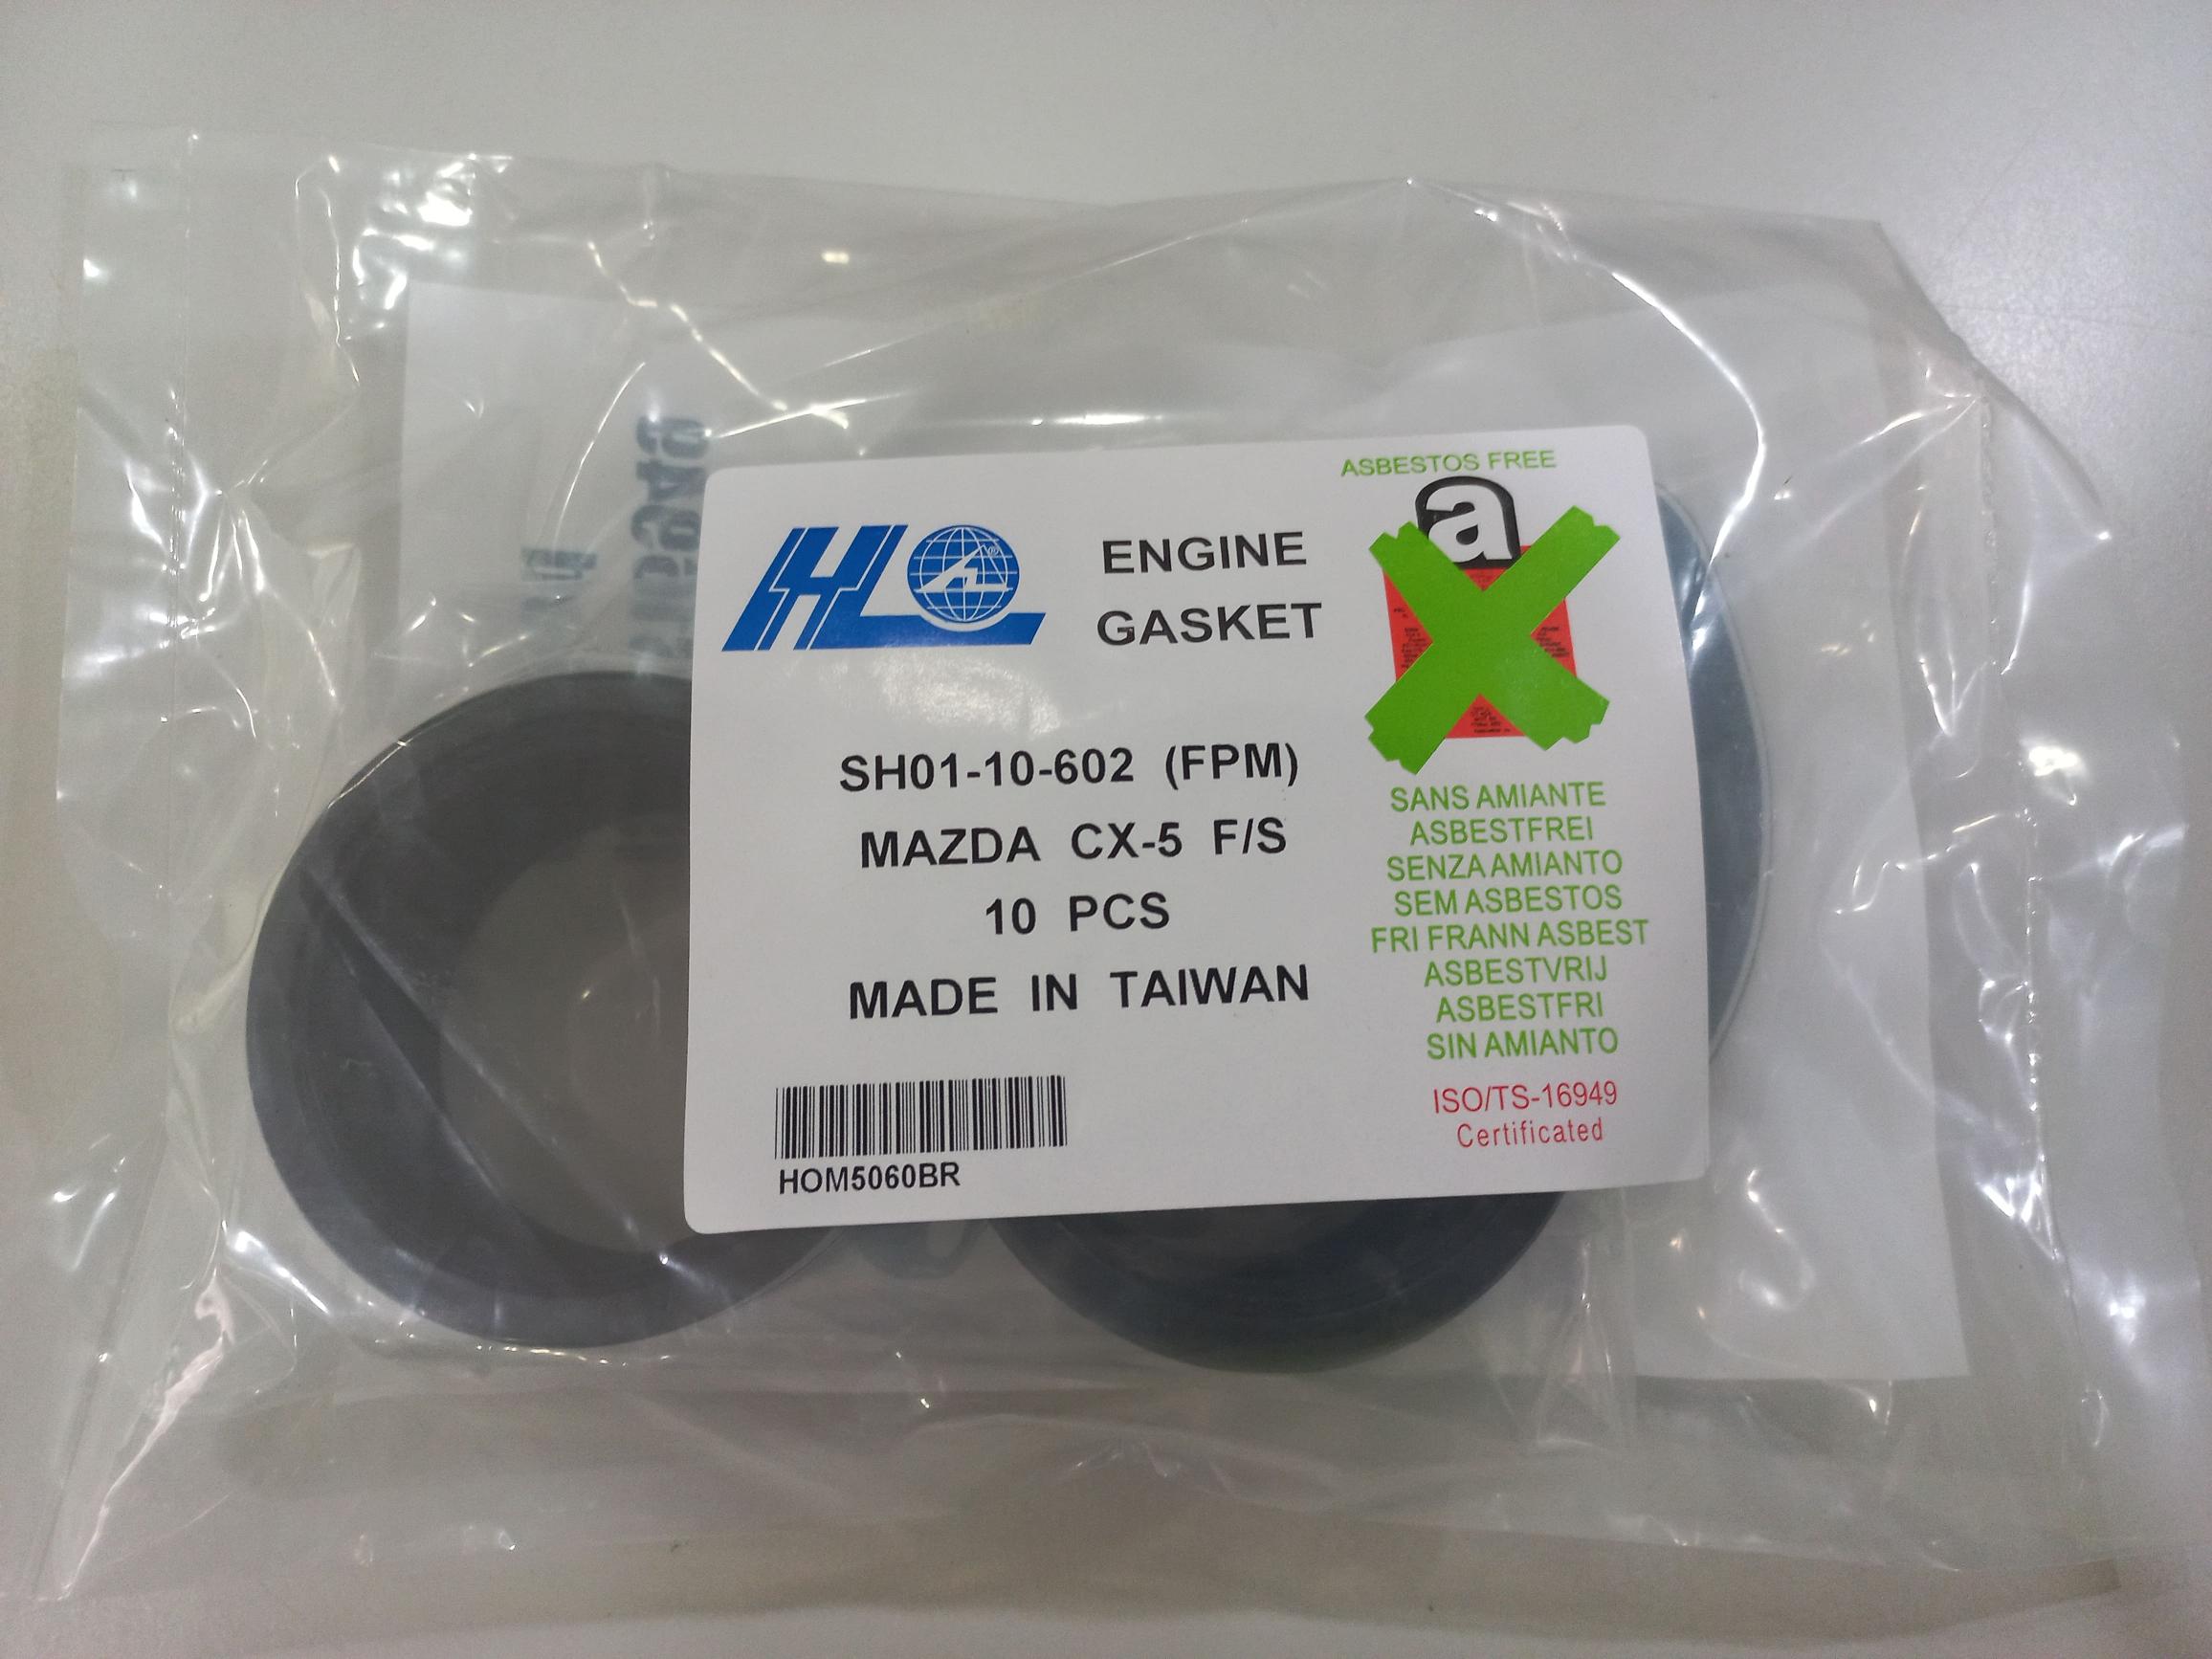 HL
ENGINE
GASKET
SH01-10-602 (FPM)
MAZDA CX-5 F/S
10 PCS
MADE IN TAIWAN
HOM5060BR
ASBESTOS FREE
a
SANS AMIANTE
ASBESTFREI
SENZA AMIANTO
SEM ASBESTOS
FRI FRANN ASBEST
ASBESTVRIJ
ASBESTFRI
SIN AMIANTO
ISO/TS-16949
Certificated